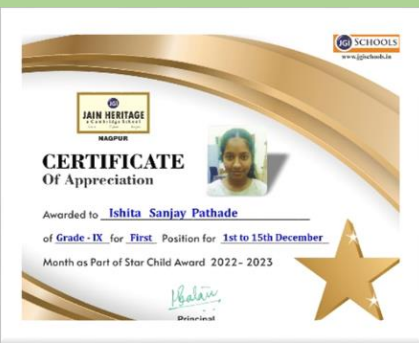 JGI SCHOOLS
www.jgischools.in
JGI
JAIN HERITAGE
a Cambridge School
NAGPUR
CERTIFICATE
Of Appreciation
Awarded to Ishita Sanjay Pathade
of Grade - IX for First Position for 1st to 15th December
Month as Part of Star Child Award 2022- 2023
Principal